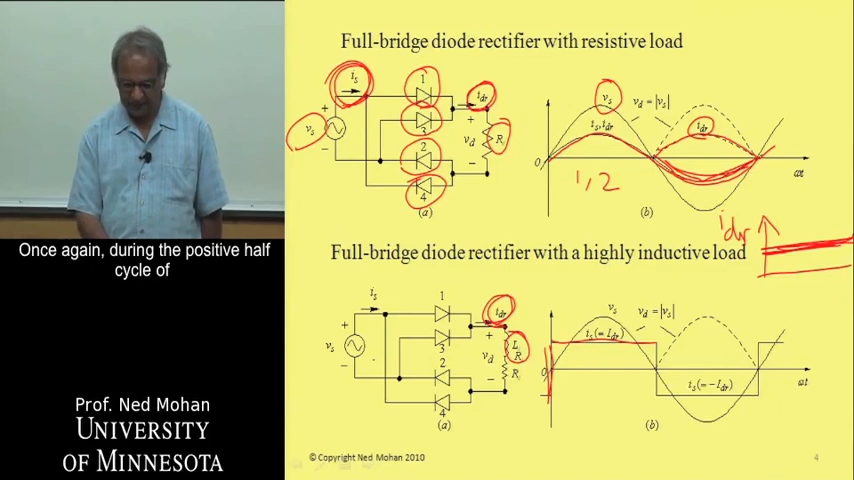 Full-bridge diode rectifier with resistive load
is
1
idr
3
2
4
vs
+
−
+
vd
−
R
(a)
vs
vd = |vs|
is, idr
idr
0
ωt
1, 2
(b)
idr
Once again, during the positive half
cycle of
Full-bridge diode rectifier with a highly inductive load
is
1
idr
3
2
4
vs
+
−
+
vd
−
L
R
R
(a)
vs
vd = |vs|
is (= Idr)
0
is (= −Idr)
ωt
(b)
Prof. Ned Mohan
UNIVERSITY
OF MINNESOTA
© Copyright Ned Mohan 2010
4